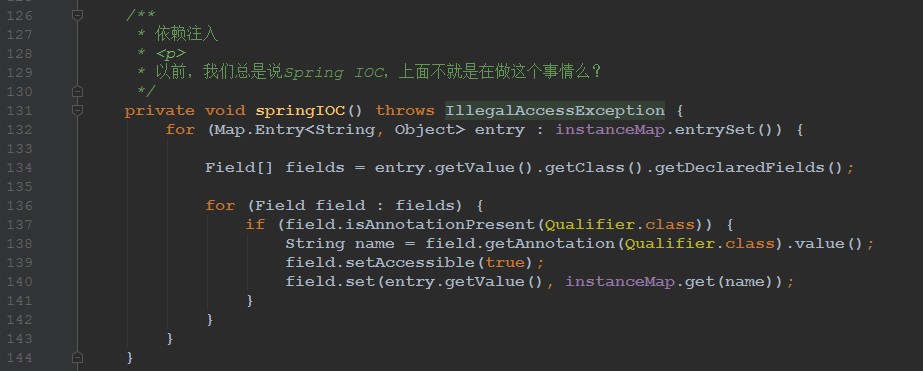 126 /**
127 * 依赖注入
128 * <p>
129 * 以前，我们总是说Spring IOC，上面不就是在做这个事情么？
130 */
131 private void springIOC() throws IllegalAccessException {
132 for (Map.Entry<String, Object> entry : instanceMap.entrySet()) {
133
134 Field[] fields = entry.getValue().getClass().getDeclaredFields();
135
136 for (Field field : fields) {
137 if (field.isAnnotationPresent(Qualifier.class)) {
138 String name = field.getAnnotation(Qualifier.class).value();
139 field.setAccessible(true);
140 field.set(entry.getValue(), instanceMap.get(name));
141 }
142 }
143 }
144 }